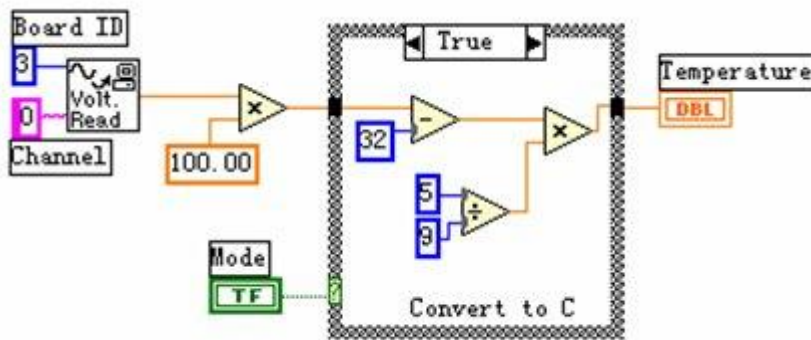 Board ID
3
Volt.
Read
0
Channel
×
100.00
True
32
−
×
5
÷
9
Convert to C
Mode
TF
?
Temperature
DBL